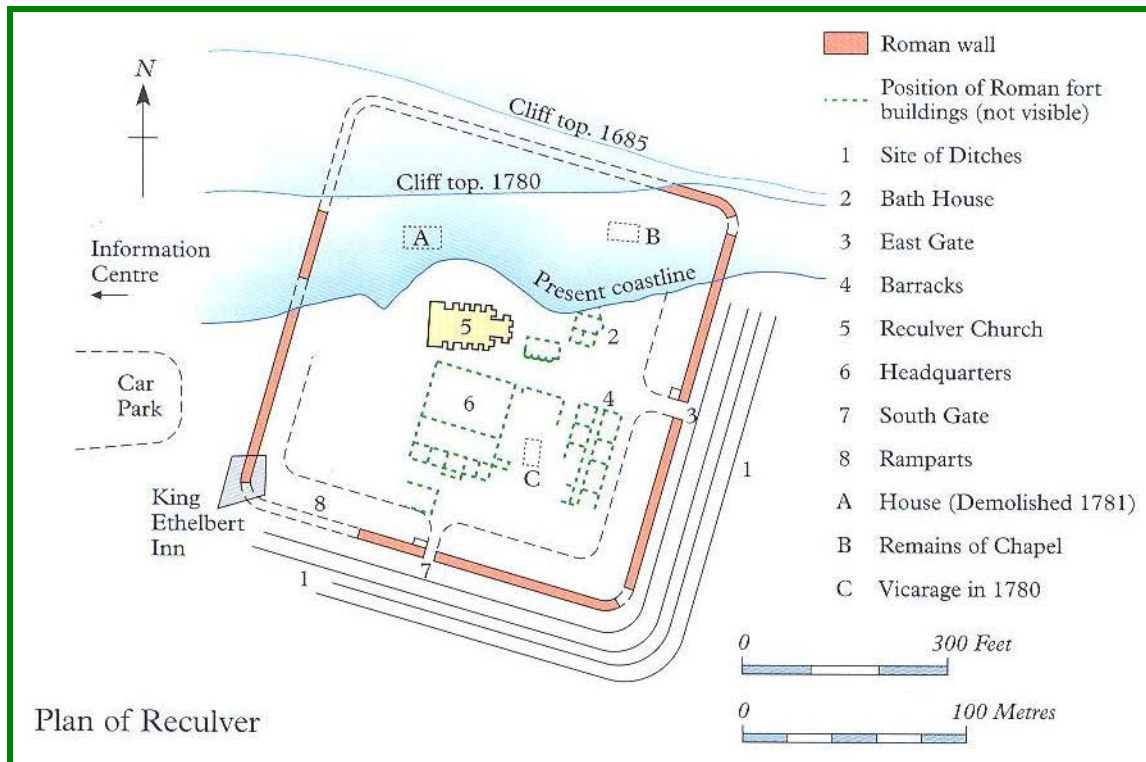 N
Cliff top. 1685
Cliff top. 1780
A
B
Information
Centre
Present coastline
5
2
Car
Park
6
4
3
C
1
King
Ethelbert
Inn
8
7
1
Plan of Reculver
Roman wall
Position of Roman fort
buildings (not visible)
1 Site of Ditches
2 Bath House
3 East Gate
4 Barracks
5 Reculver Church
6 Headquarters
7 South Gate
8 Ramparts
A House (Demolished 1781)
B Remains of Chapel
C Vicarage in 1780
0 300 Feet
0 100 Metres